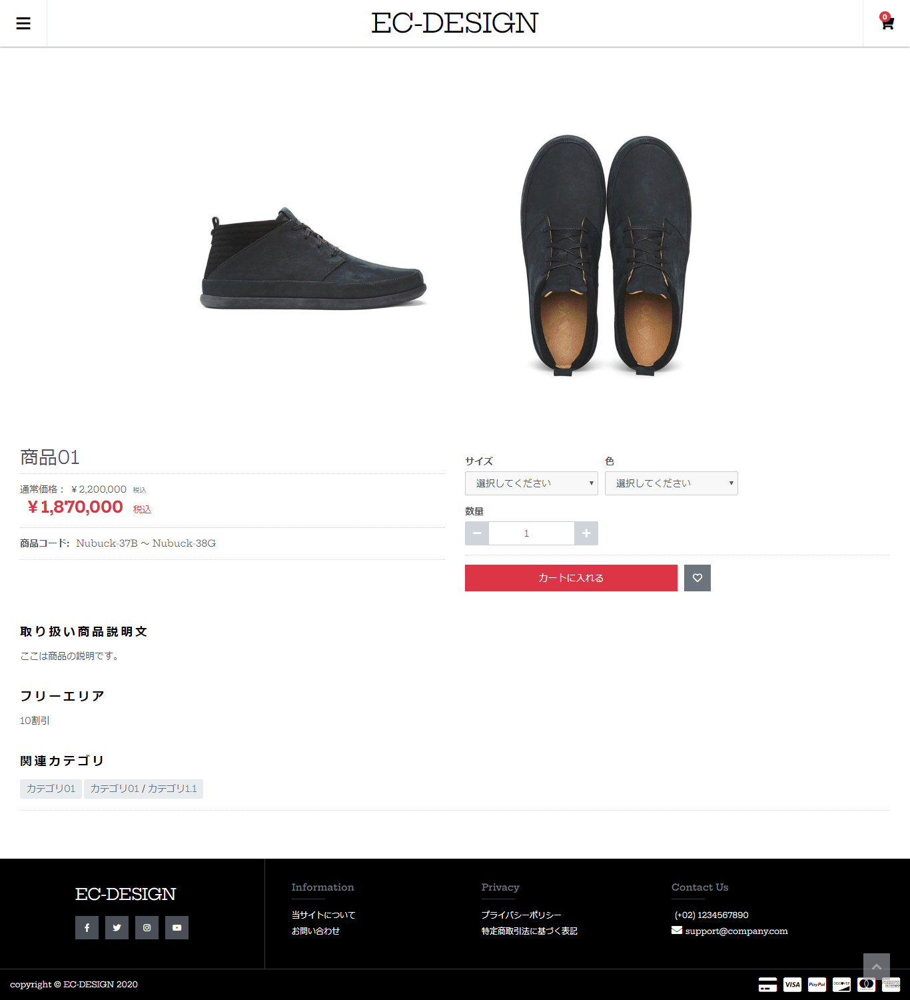 EC-DESIGN
0
商品01
通常価格： ￥2,200,000 税込
￥1,870,000 税込
商品コード: Nubuck-37B ～ Nubuck-38G
サイズ 色
選択してください 選択してください
数量
1
カートに入れる
取り扱い商品説明文
ここは商品の説明です。
フリーエリア
10割引
関連カテゴリ
カテゴリ01 カテゴリ01 / カテゴリ1.1
EC-DESIGN
Information
当サイトについて
お問い合わせ
Privacy
プライバシーポリシー
特定商取引法に基づく表記
Contact Us
(+02) 1234567890
support@company.com
copyright © EC-DESIGN 2020
VISA PayPal DISCOVER